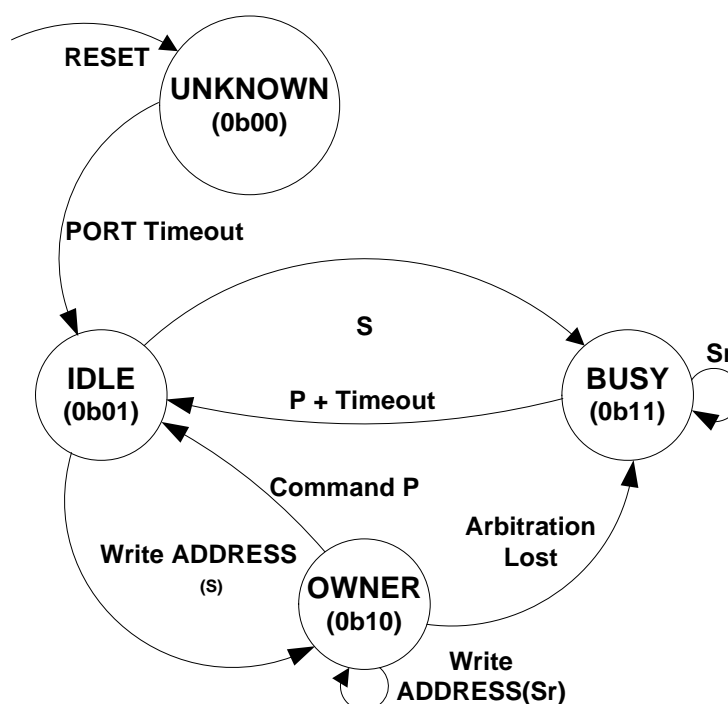 RESET
UNKNOWN
(0b00)
PORT Timeout
S
IDLE
(0b01)
P + Timeout
BUSY
(0b11)
Sr
Command P
Write ADDRESS
(S)
Arbitration
Lost
OWNER
(0b10)
Write
ADDRESS(Sr)